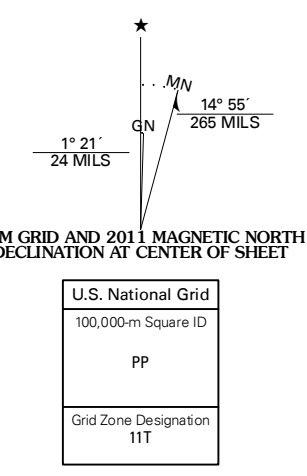 ★
MN
GN
14° 55´
265 MILS
1° 21´
24 MILS
M GRID AND 2011 MAGNETIC NORTH
DECLINATION AT CENTER OF SHEET
U.S. National Grid
100,000-m Square ID
PP
Grid Zone Designation
11T